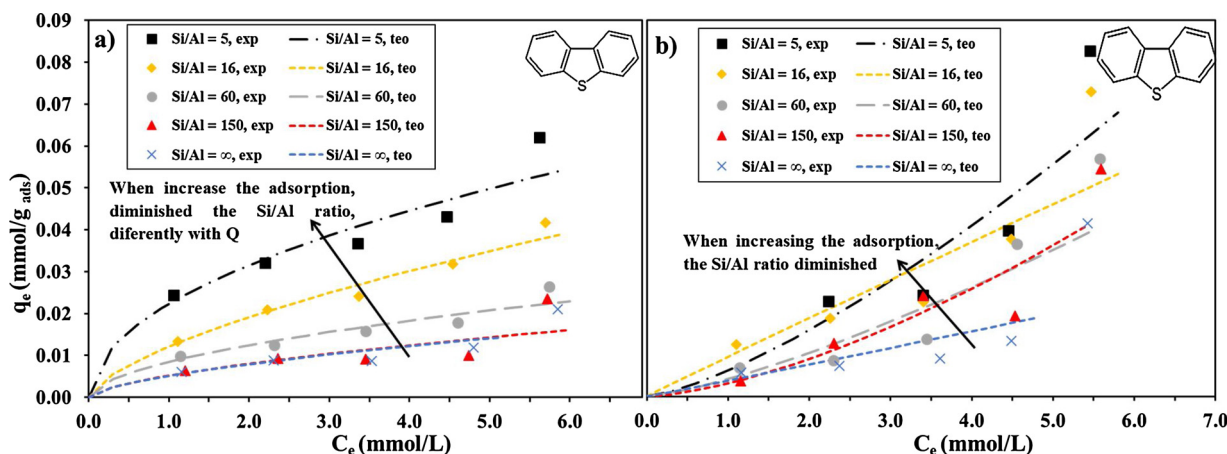 a)
Si/Al = 5, exp
Si/Al = 5, teo
Si/Al = 16, exp
Si/Al = 16, teo
Si/Al = 60, exp
Si/Al = 60, teo
Si/Al = 150, exp
Si/Al = 150, teo
Si/Al = ∞, exp
Si/Al = ∞, teo
S
When increase the adsorption,
diminished the Si/Al ratio,
diferently with Q
qe (mmol/g ads)
0.09
0.08
0.07
0.06
0.05
0.04
0.03
0.02
0.01
0.00
0.0 1.0 2.0 3.0 4.0 5.0 6.0
Ce (mmol/L)
b)
Si/Al = 5, exp
Si/Al = 5, teo
Si/Al = 16, exp
Si/Al = 16, teo
Si/Al = 60, exp
Si/Al = 60, teo
Si/Al = 150, exp
Si/Al = 150, teo
Si/Al = ∞, exp
Si/Al = ∞, teo
S
When increasing the adsorption,
the Si/Al ratio diminished
0.0 1.0 2.0 3.0 4.0 5.0 6.0 7.0
Ce (mmol/L)